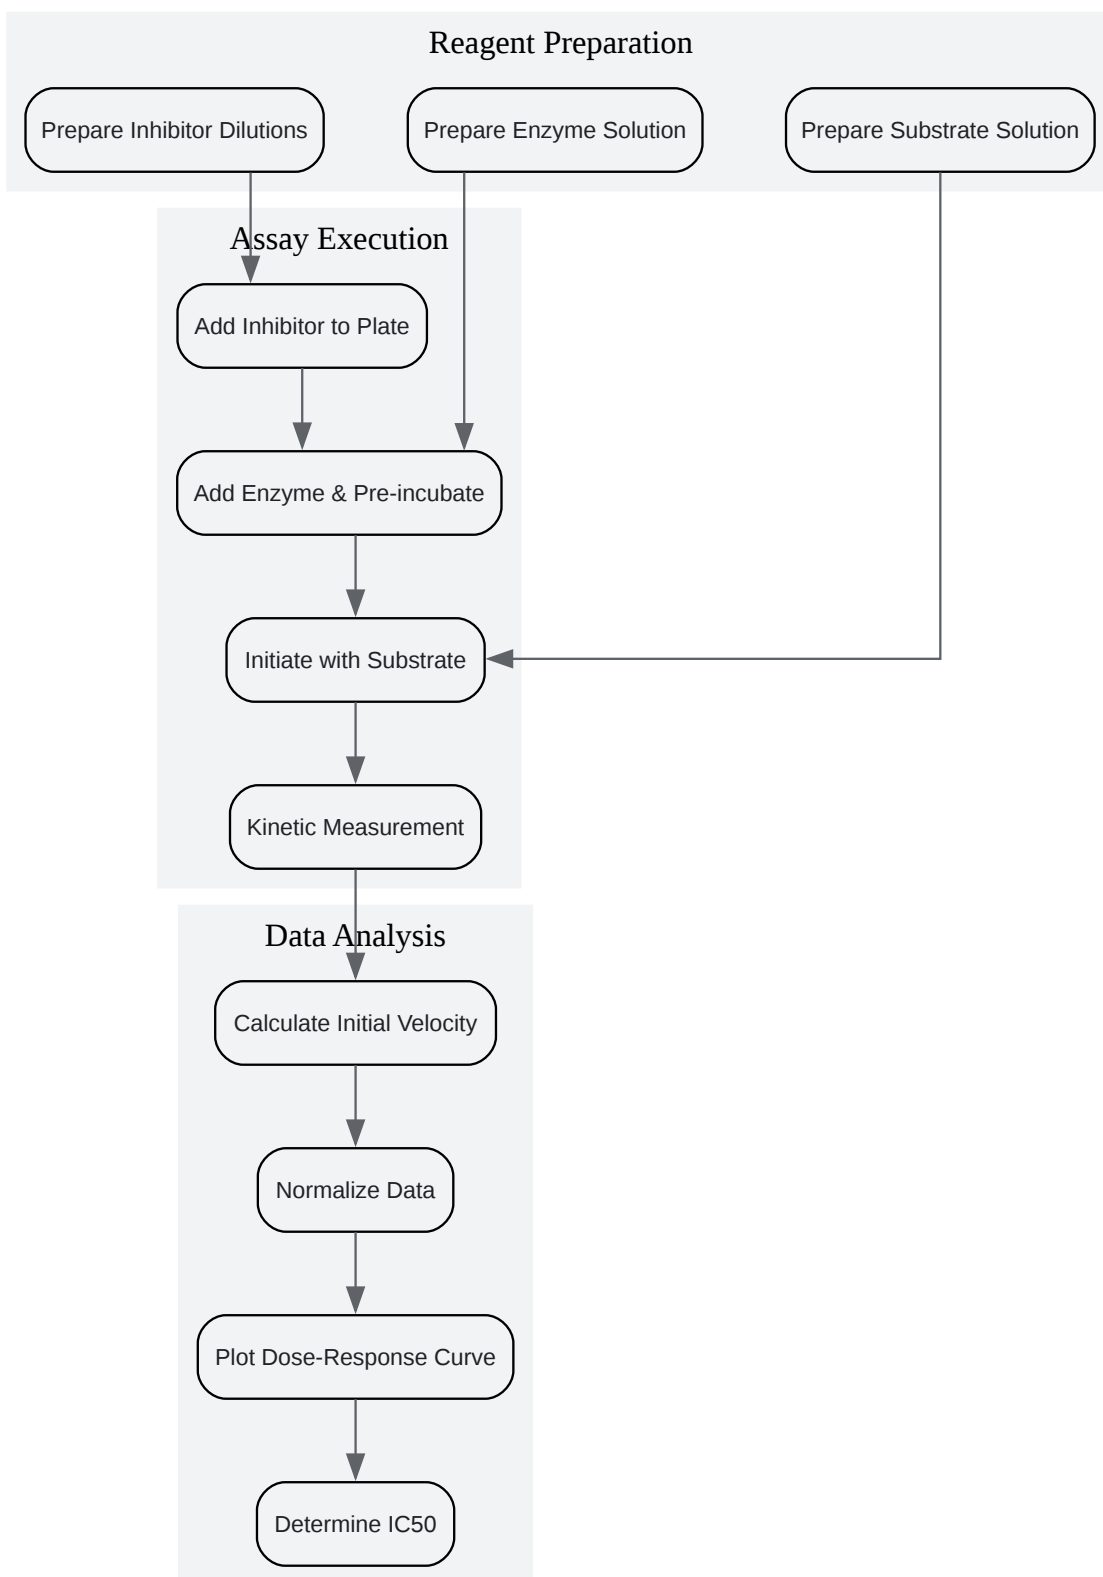 Reagent Preparation
Prepare Inhibitor Dilutions
Prepare Enzyme Solution
Prepare Substrate Solution
Assay Execution
Add Inhibitor to Plate
Add Enzyme & Pre-incubate
Initiate with Substrate
Kinetic Measurement
Data Analysis
Calculate Initial Velocity
Normalize Data
Plot Dose-Response Curve
Determine IC50